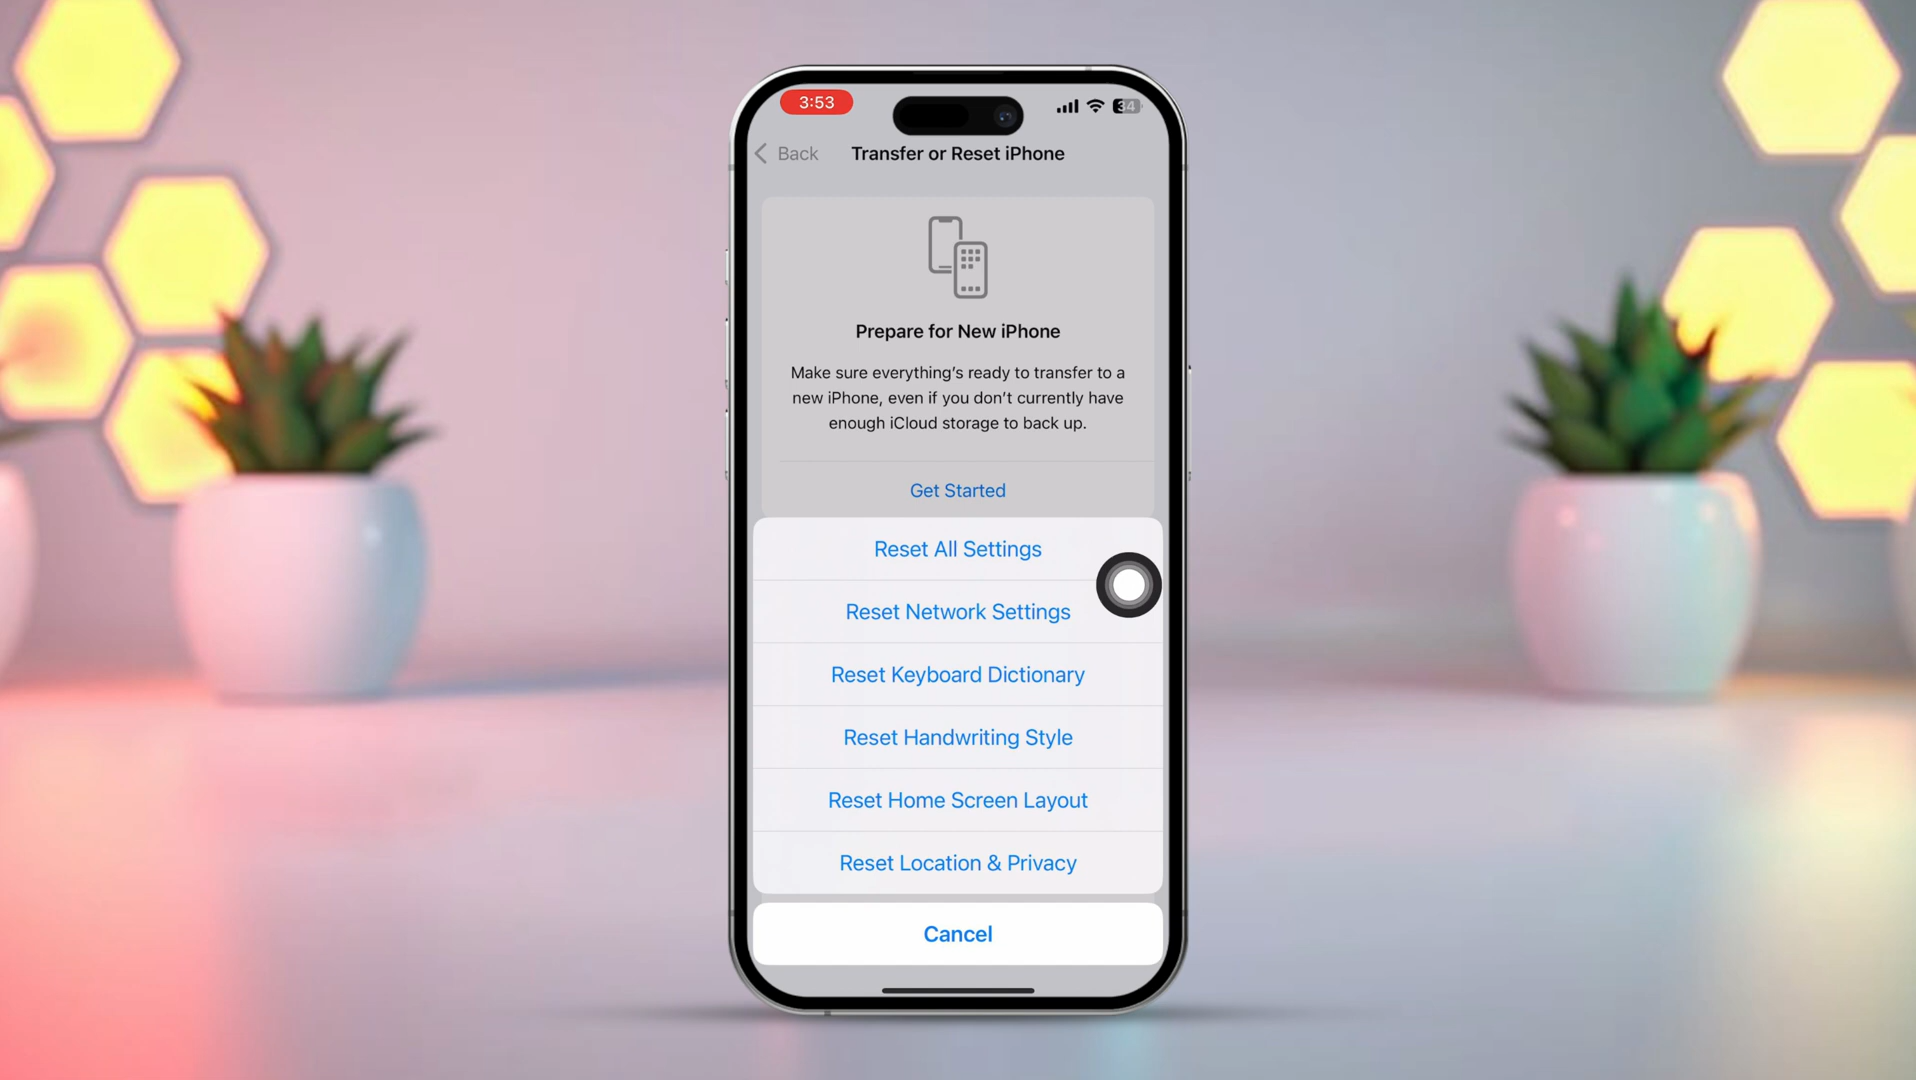 3:53
34
Back
Transfer or Reset iPhone
Prepare for New iPhone
Make sure everything's ready to transfer to a
new iPhone, even if you don't currently have
enough iCloud storage to back up.
Get Started
Reset All Settings
Reset Network Settings
Reset Keyboard Dictionary
Reset Handwriting Style
Reset Home Screen Layout
Reset Location & Privacy
Cancel